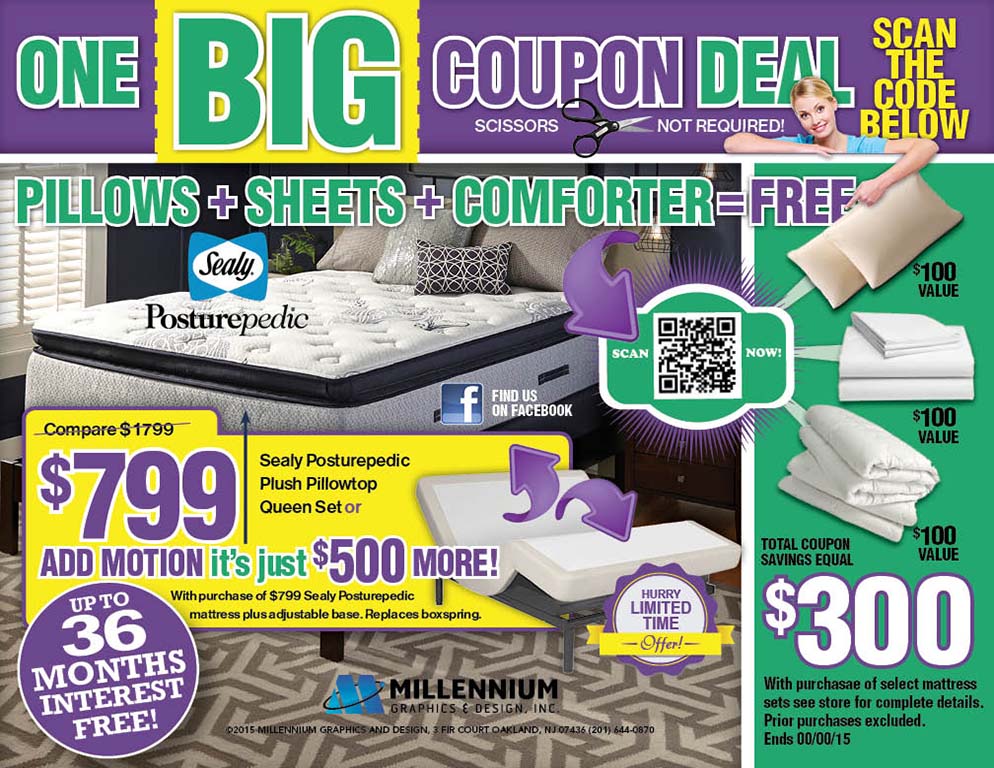 ONE BIG COUPON DEAL
SCISSORS NOT REQUIRED!
SCAN
THE
CODE
BELOW
PILLOWS + SHEETS + COMFORTER = FREE
Sealy
Posturepedic
SCAN NOW!
$100
VALUE
$100
VALUE
$100
VALUE
f
FIND US
ON FACEBOOK
Compare $1799
$799
Sealy Posturepedic
Plush Pillowtop
Queen Set or
ADD MOTION it's just $500 MORE!
With purchase of $799 Sealy Posturepedic
mattress plus adjustable base. Replaces boxspring.
UP TO
36
MONTHS
INTEREST
FREE!
HURRY
LIMITED
TIME
Offer!
TOTAL COUPON
SAVINGS EQUAL
$300
With purchasae of select mattress
sets see store for complete details.
Prior purchases excluded.
Ends 00/00/15
MILLENNIUM
GRAPHICS & DESIGN, INC.
©2015 MILLENNIUM GRAPHICS AND DESIGN, 3 FIR COURT OAKLAND, NJ 07436 (201) 644-0870